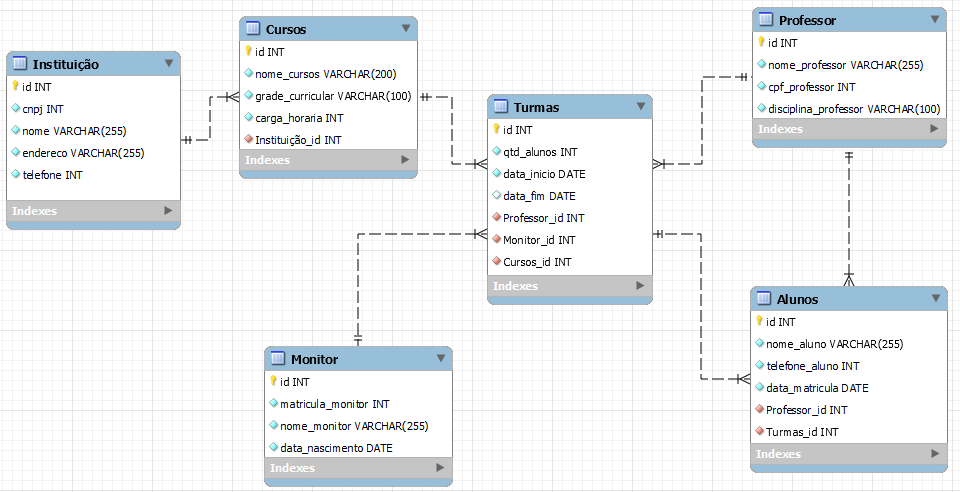 Instituição
id INT
cnpj INT
nome VARCHAR(255)
endereco VARCHAR(255)
telefone INT
Indexes
Cursos
id INT
nome_cursos VARCHAR(200)
grade_curricular VARCHAR(100)
carga_horaria INT
Instituição_id INT
Indexes
Turmas
id INT
qtd_alunos INT
data_inicio DATE
data_fim DATE
Professor_id INT
Monitor_id INT
Cursos_id INT
Indexes
Professor
id INT
nome_professor VARCHAR(255)
cpf_professor INT
disciplina_professor VARCHAR(100)
Indexes
Monitor
id INT
matricula_monitor INT
nome_monitor VARCHAR(255)
data_nascimento DATE
Indexes
Alunos
id INT
nome_aluno VARCHAR(255)
telefone_aluno INT
data_matricula DATE
Professor_id INT
Turmas_id INT
Indexes